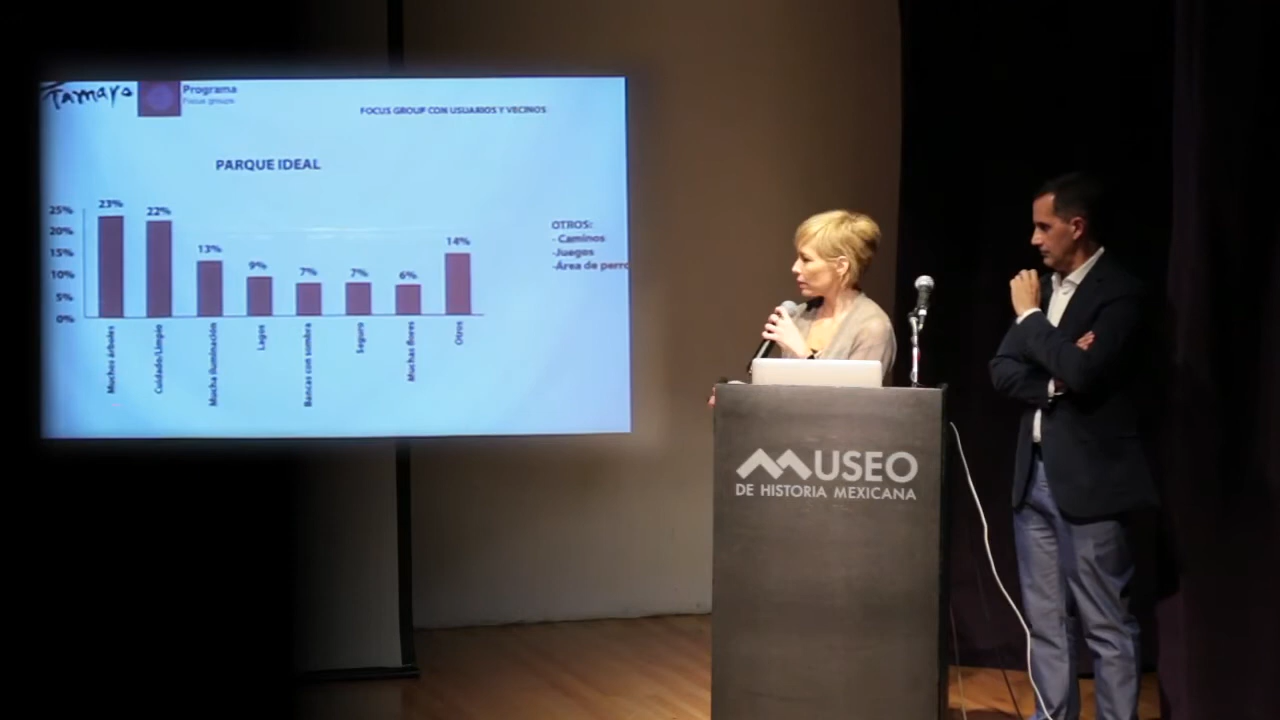 Tamayo
Programa
Focus groups
FOCUS GROUP CON USUARIOS Y VECINOS
PARQUE IDEAL
25%
20%
15%
10%
5%
0%
23%
22%
13%
9%
7%
7%
6%
14%
Muchos árboles
Cuidado/Limpio
Mucha iluminación
Lagos
Bancas con sombra
Seguro
Muchas flores
Otros
OTROS:
- Caminos
-Juegos
-Área de perro
MUSEO
DE HISTORIA MEXICANA